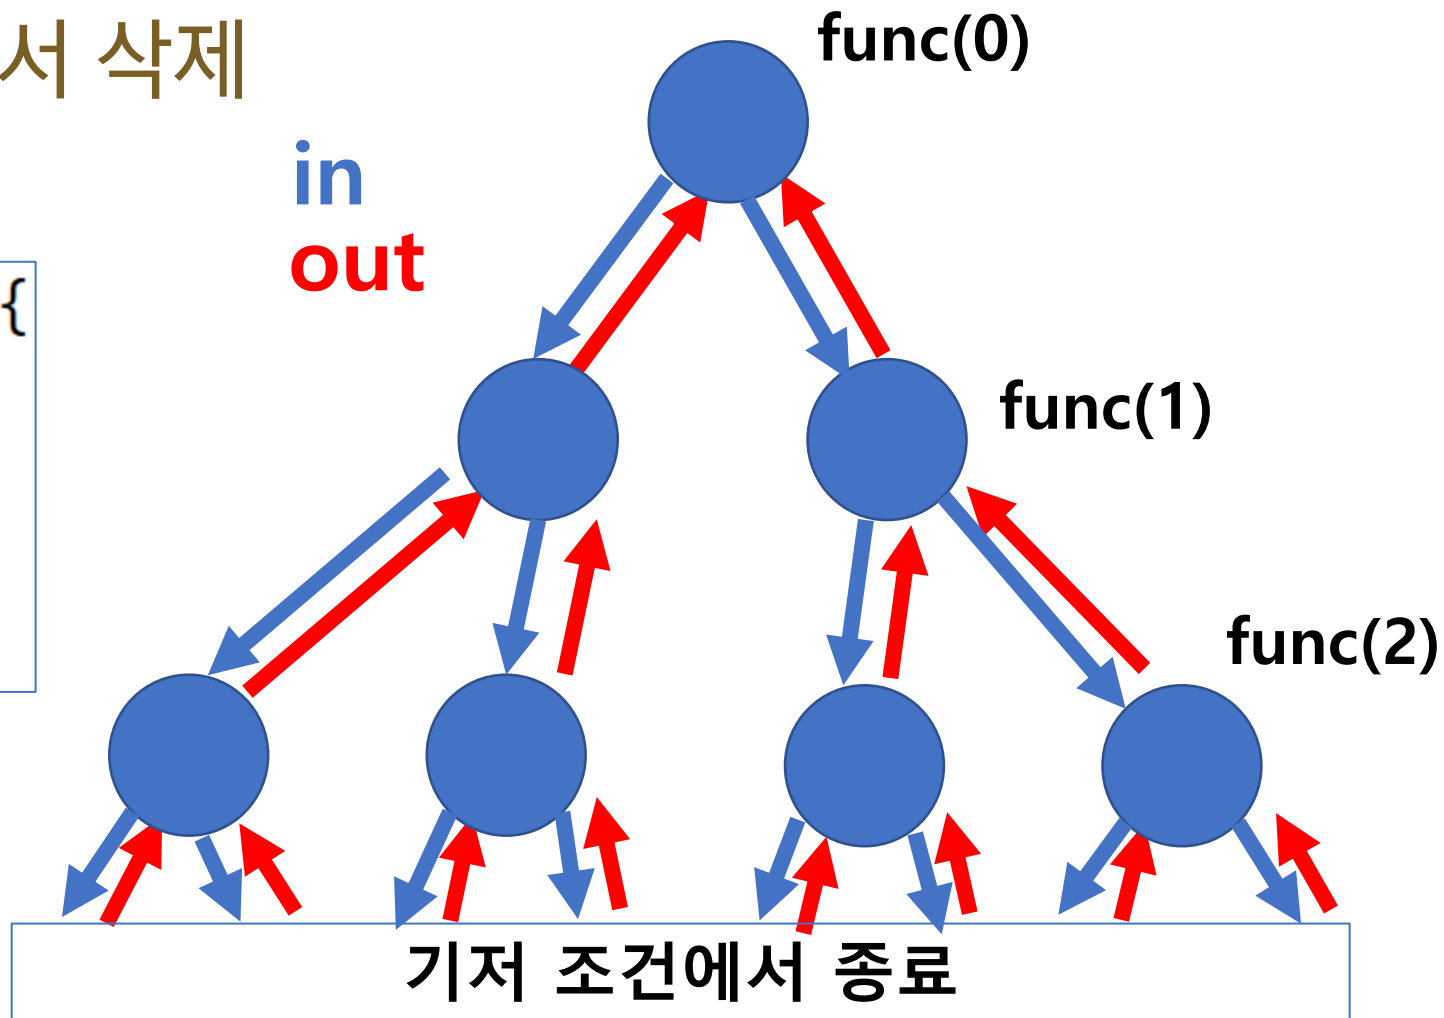 서 삭제
func(0)
in
out
{
func(1)
func(2)
기저 조건에서 종료